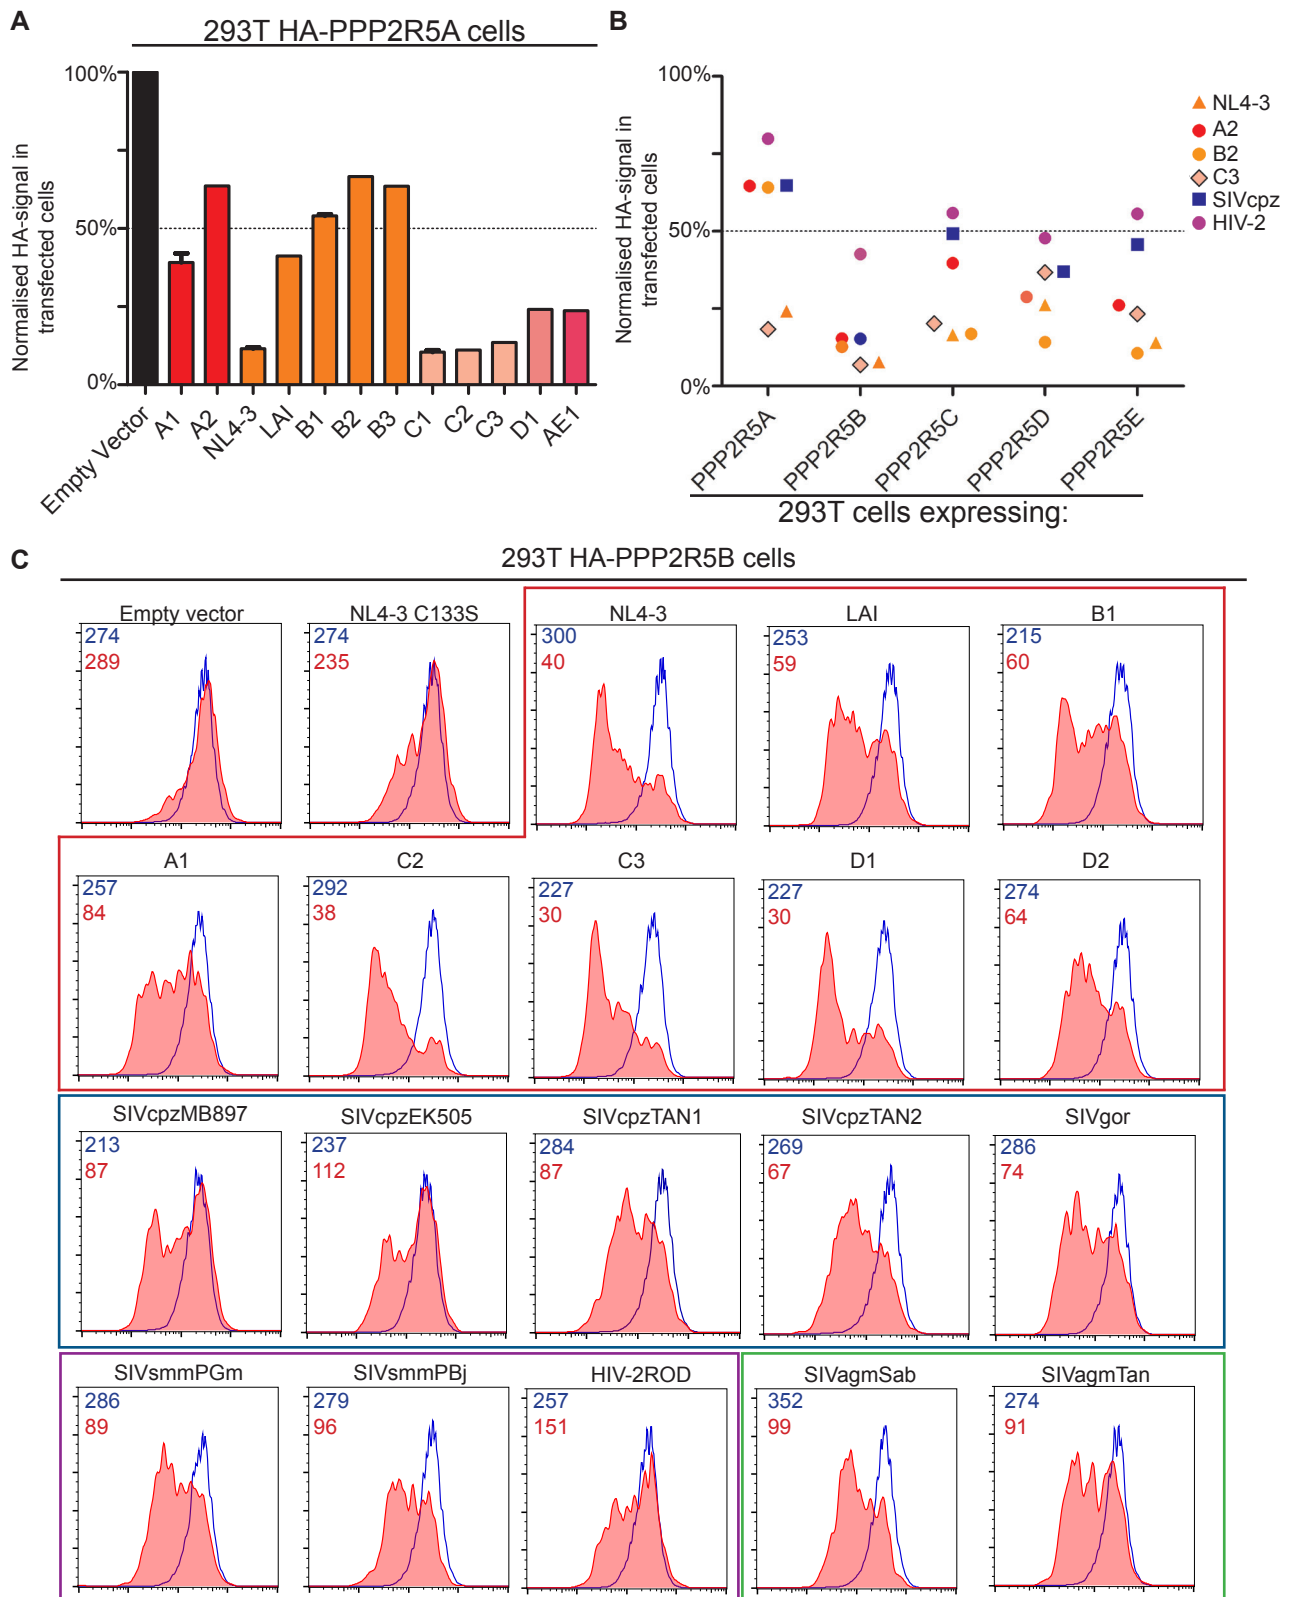 A
293T HA-PPP2R5A cells
Normalised HA-signal in
transfected cells
100%
50%
0%
Empty Vector
A1
A2
NL4-3
LAI
B1
B2
B3
C1
C2
C3
D1
AE1
B
Normalised HA-signal in
transfected cells
100%
50%
0%
PPP2R5A
PPP2R5B
PPP2R5C
PPP2R5D
PPP2R5E
293T cells expressing:
NL4-3
A2
B2
C3
SIVcpz
HIV-2
C
293T HA-PPP2R5B cells
Empty vector
274
289
NL4-3 C133S
274
235
NL4-3
300
40
LAI
253
59
B1
215
60
A1
257
84
C2
292
38
C3
227
30
D1
227
30
D2
274
64
SIVcpzMB897
213
87
SIVcpzEK505
237
112
SIVcpzTAN1
284
87
SIVcpzTAN2
269
67
SIVgor
286
74
SIVsmmPGm
286
89
SIVsmmPBj
279
96
HIV-2ROD
257
151
SIVagmSab
352
99
SIVagmTan
274
91